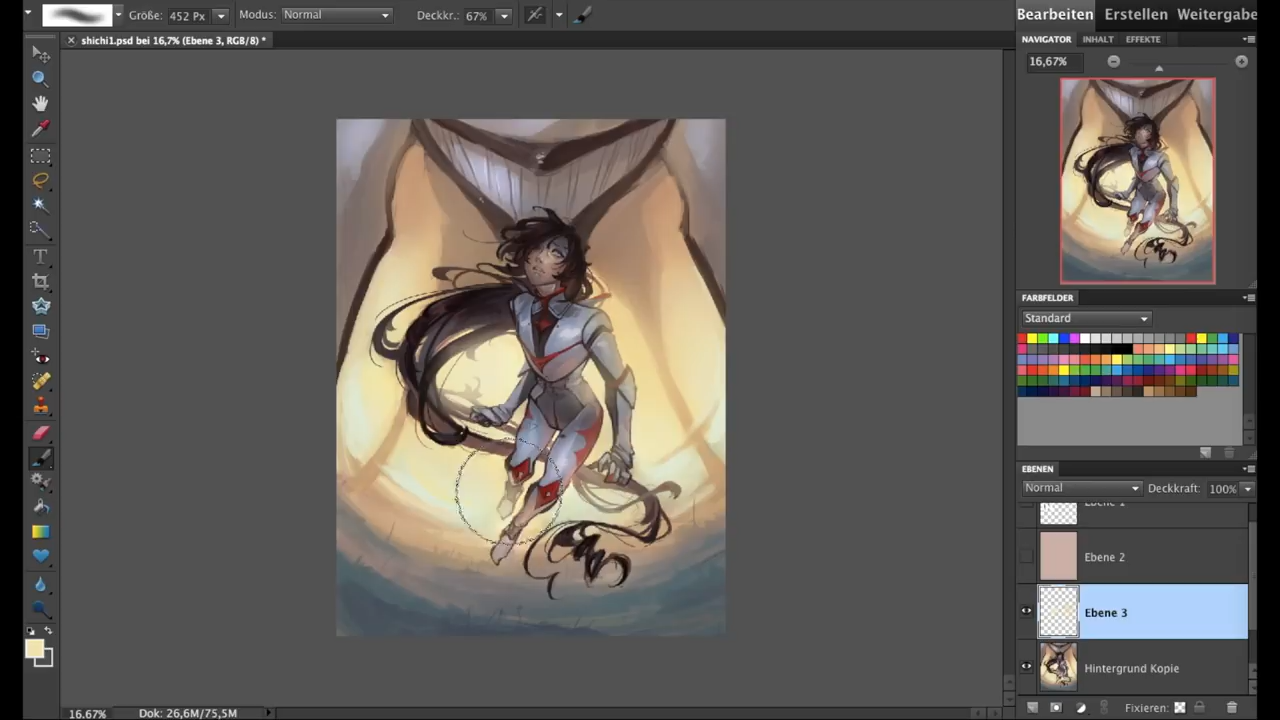 Größe: 452 Px Modus: Normal Deckkr.: 67%
Bearbeiten Erstellen Weitergabe
shichi1.psd bei 16,7% (Ebene 3, RGB/8) *
NAVIGATOR INHALT EFFEKTE
16,67%
FARBFELDER
Standard
EBENEN
Normal Deckkraft: 100%
Ebene 1
Ebene 2
Ebene 3
Hintergrund Kopie
Fixieren:
16,67% Dok: 26,6M/75,5M